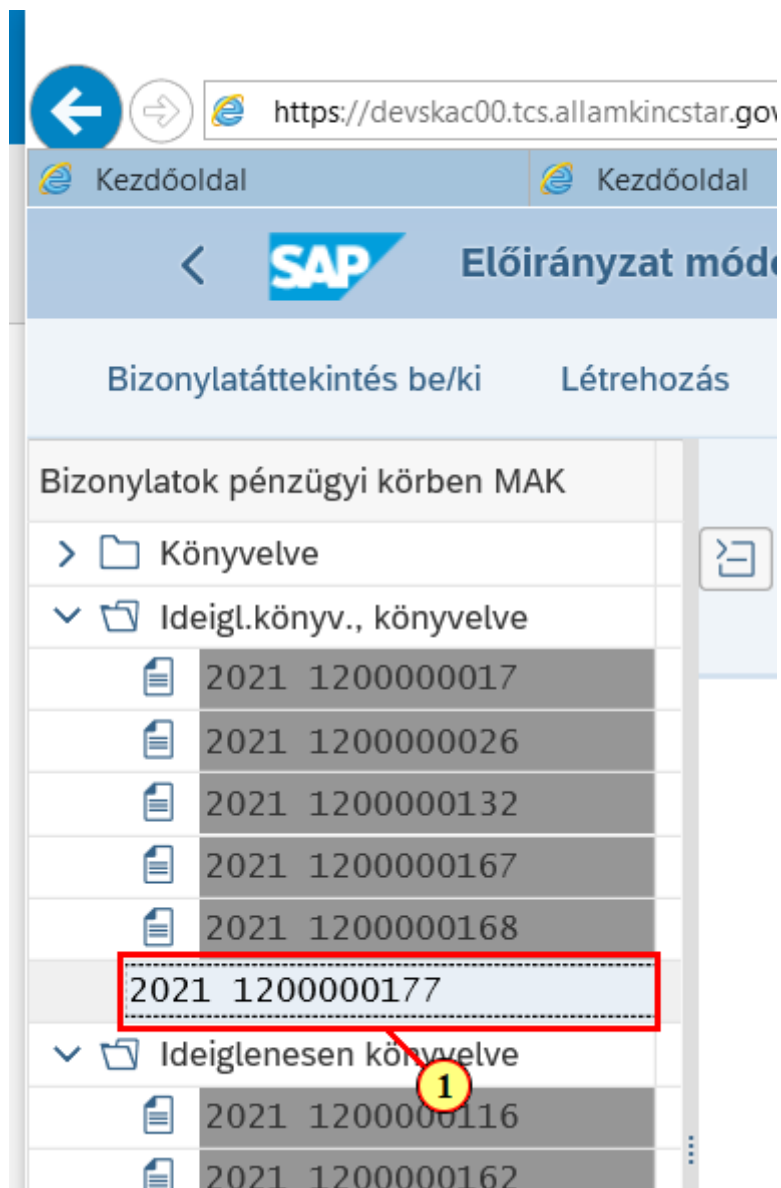 https://devskac00.tcs.allamkincstar.gov
Kezdőoldal Kezdőoldal
SAP Előirányzat móde
Bizonylatáttekintés be/ki Létrehozás
Bizonylatok pénzügyi körben MAK
Könyvelve
Ideigl.könyv., könyvelve
2021 1200000017
2021 1200000026
2021 1200000132
2021 1200000167
2021 1200000168
2021 1200000177
Ideiglenesen könyvelve
1
2021 1200000116
2021 1200000162